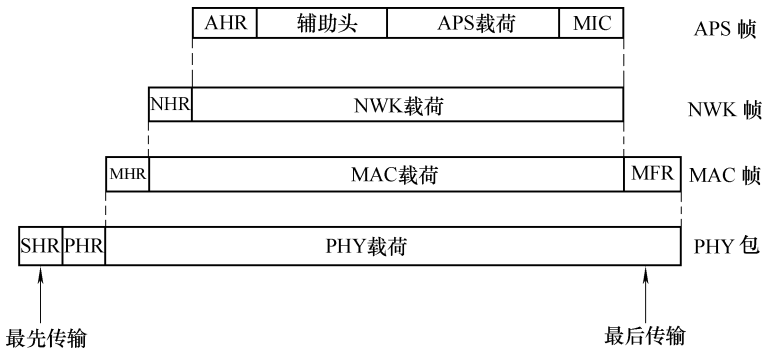 AHR 辅助头 APS载荷 MIC APS 帧
NHR NWK载荷 NWK 帧
MHR MAC载荷 MFR MAC 帧
SHR PHR PHY载荷 PHY 包
最先传输 最后传输